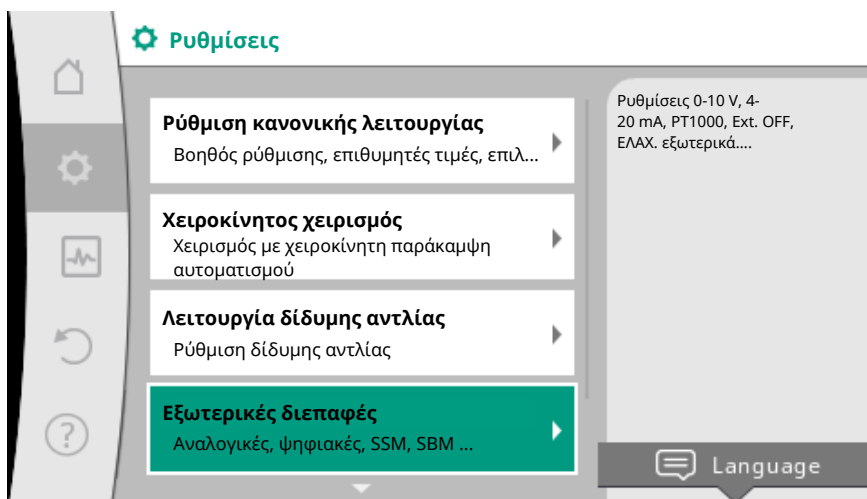 Ρυθμίσεις
Ρύθμιση κανονικής λειτουργίας
Βοηθός ρύθμισης, επιθυμητές τιμές, επιλ...
Χειροκίνητος χειρισμός
Χειρισμός με χειροκίνητη παράκαμψη
αυτοματισμού
Λειτουργία δίδυμης αντλίας
Ρύθμιση δίδυμης αντλίας
Εξωτερικές διεπαφές
Αναλογικές, ψηφιακές, SSM, SBM ...
Ρυθμίσεις 0-10 V, 4-
20 mA, PT1000, Ext. OFF,
ΕΛΑΧ. εξωτερικά....
Language